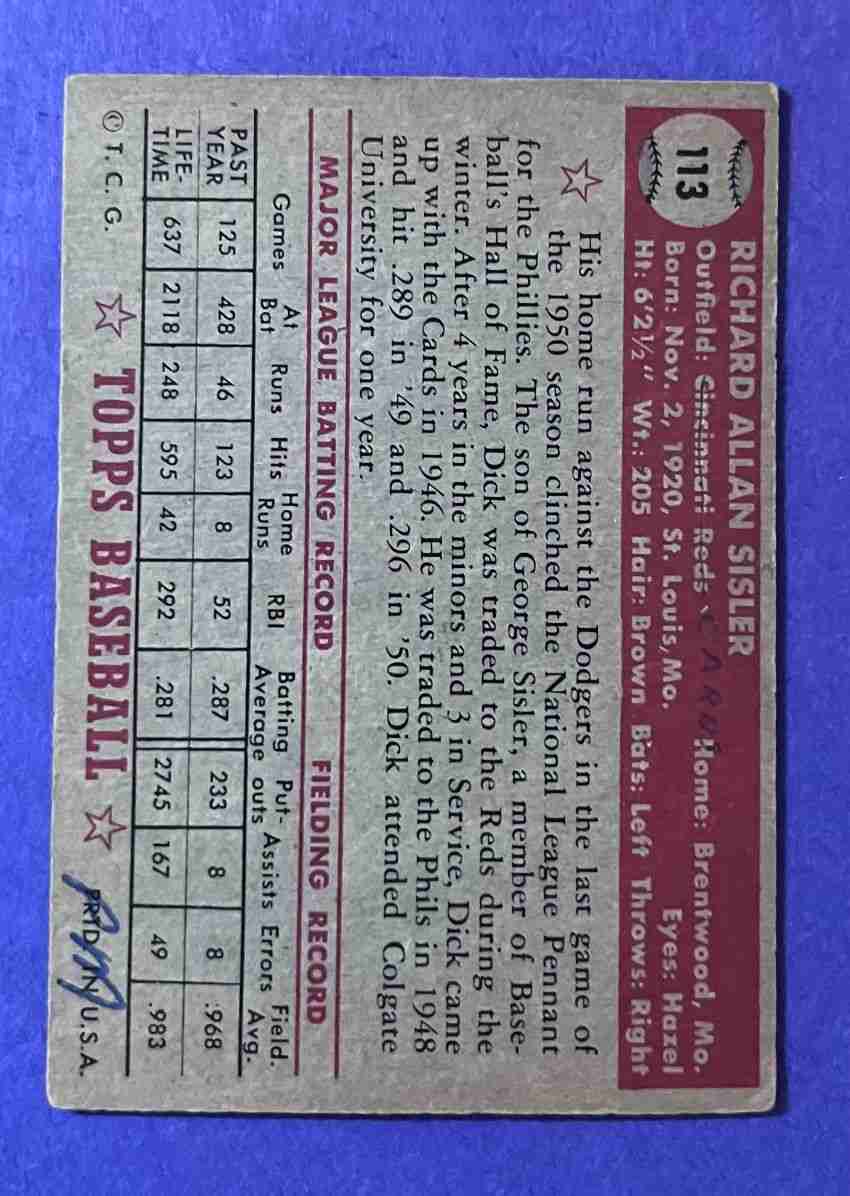 113
RICHARD ALLAN SISLER
Outfield: Cincinnati Reds CARDS Home: Brentwood, Mo.
Born: Nov. 2, 1920, St. Louis, Mo. Eyes: Hazel
Ht: 6'2½" Wt.: 205 Hair: Brown Bats: Left Throws: Right
His home run against the Dodgers in the last game of
the 1950 season clinched the National League Pennant
for the Phillies. The son of George Sisler, a member of Base-
ball's Hall of Fame, Dick was traded to the Reds during the
winter. After 4 years in the minors and 3 in Service, Dick came
up with the Cards in 1946. He was traded to the Phils in 1948
and hit .289 in '49 and .296 in '50. Dick attended Colgate
University for one year.
MAJOR LEAGUE BATTING RECORD FIELDING RECORD
Games At Bat Runs Hits Home Runs RBI Batting Average Put-outs Assists Errors Field. Avg.
PAST YEAR 125 428 46 123 8 52 .287 233 8 8 .968
LIFE-TIME 637 2118 248 595 42 292 .281 2745 167 49 .983
© T. C. G. TOPPS BASEBALL PRTD. IN U.S.A.